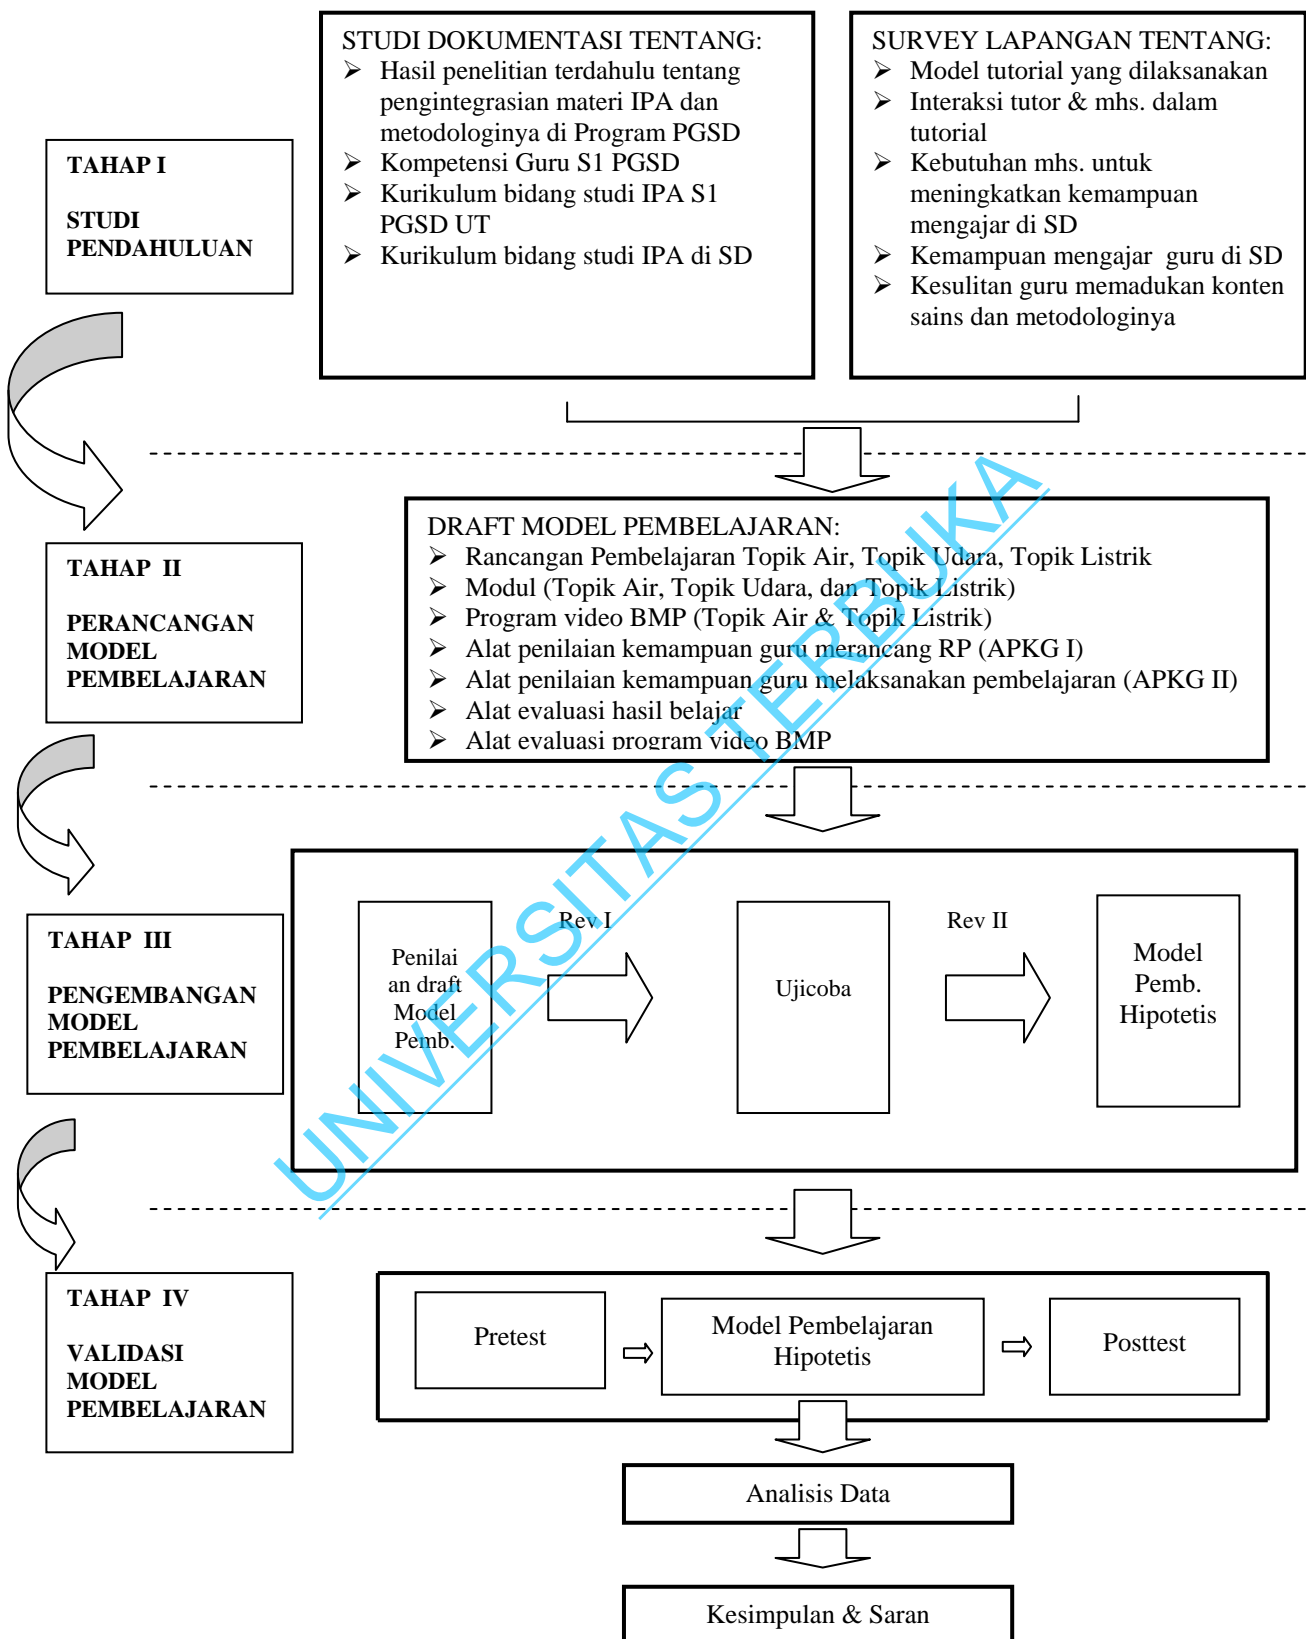 STUDI DOKUMENTASI TENTANG:
➢ Hasil penelitian terdahulu tentang
pengintegrasian materi IPA dan
metodologinya di Program PGSD
➢ Kompetensi Guru S1 PGSD
➢ Kurikulum bidang studi IPA S1
PGSD UT
➢ Kurikulum bidang studi IPA di SD
SURVEY LAPANGAN TENTANG:
➢ Model tutorial yang dilaksanakan
➢ Interaksi tutor & mhs. dalam
tutorial
➢ Kebutuhan mhs. untuk
meningkatkan kemampuan
mengajar di SD
➢ Kemampuan mengajar guru di SD
➢ Kesulitan guru memadukan konten
sains dan metodologinya
TAHAP I
STUDI
PENDAHULUAN
DRAFT MODEL PEMBELAJARAN:
➢ Rancangan Pembelajaran Topik Air, Topik Udara, Topik Listrik
➢ Modul (Topik Air, Topik Udara, dan Topik Listrik)
➢ Program video BMP (Topik Air & Topik Listrik)
➢ Alat penilaian kemampuan guru merancang RP (APKG I)
➢ Alat penilaian kemampuan guru melaksanakan pembelajaran (APKG II)
➢ Alat evaluasi hasil belajar
➢ Alat evaluasi program video BMP
TAHAP II
PERANCANGAN
MODEL
PEMBELAJARAN
TAHAP III
PENGEMBANGAN
MODEL
PEMBELAJARAN
Penilai
an draft
Model
Pemb.
Rev I
Ujicoba
Rev II
Model
Pemb.
Hipotetis
TAHAP IV
VALIDASI
MODEL
PEMBELAJARAN
Pretest
Model Pembelajaran
Hipotetis
Posttest
Analisis Data
Kesimpulan & Saran
UNIVERSITAS TERBUKA